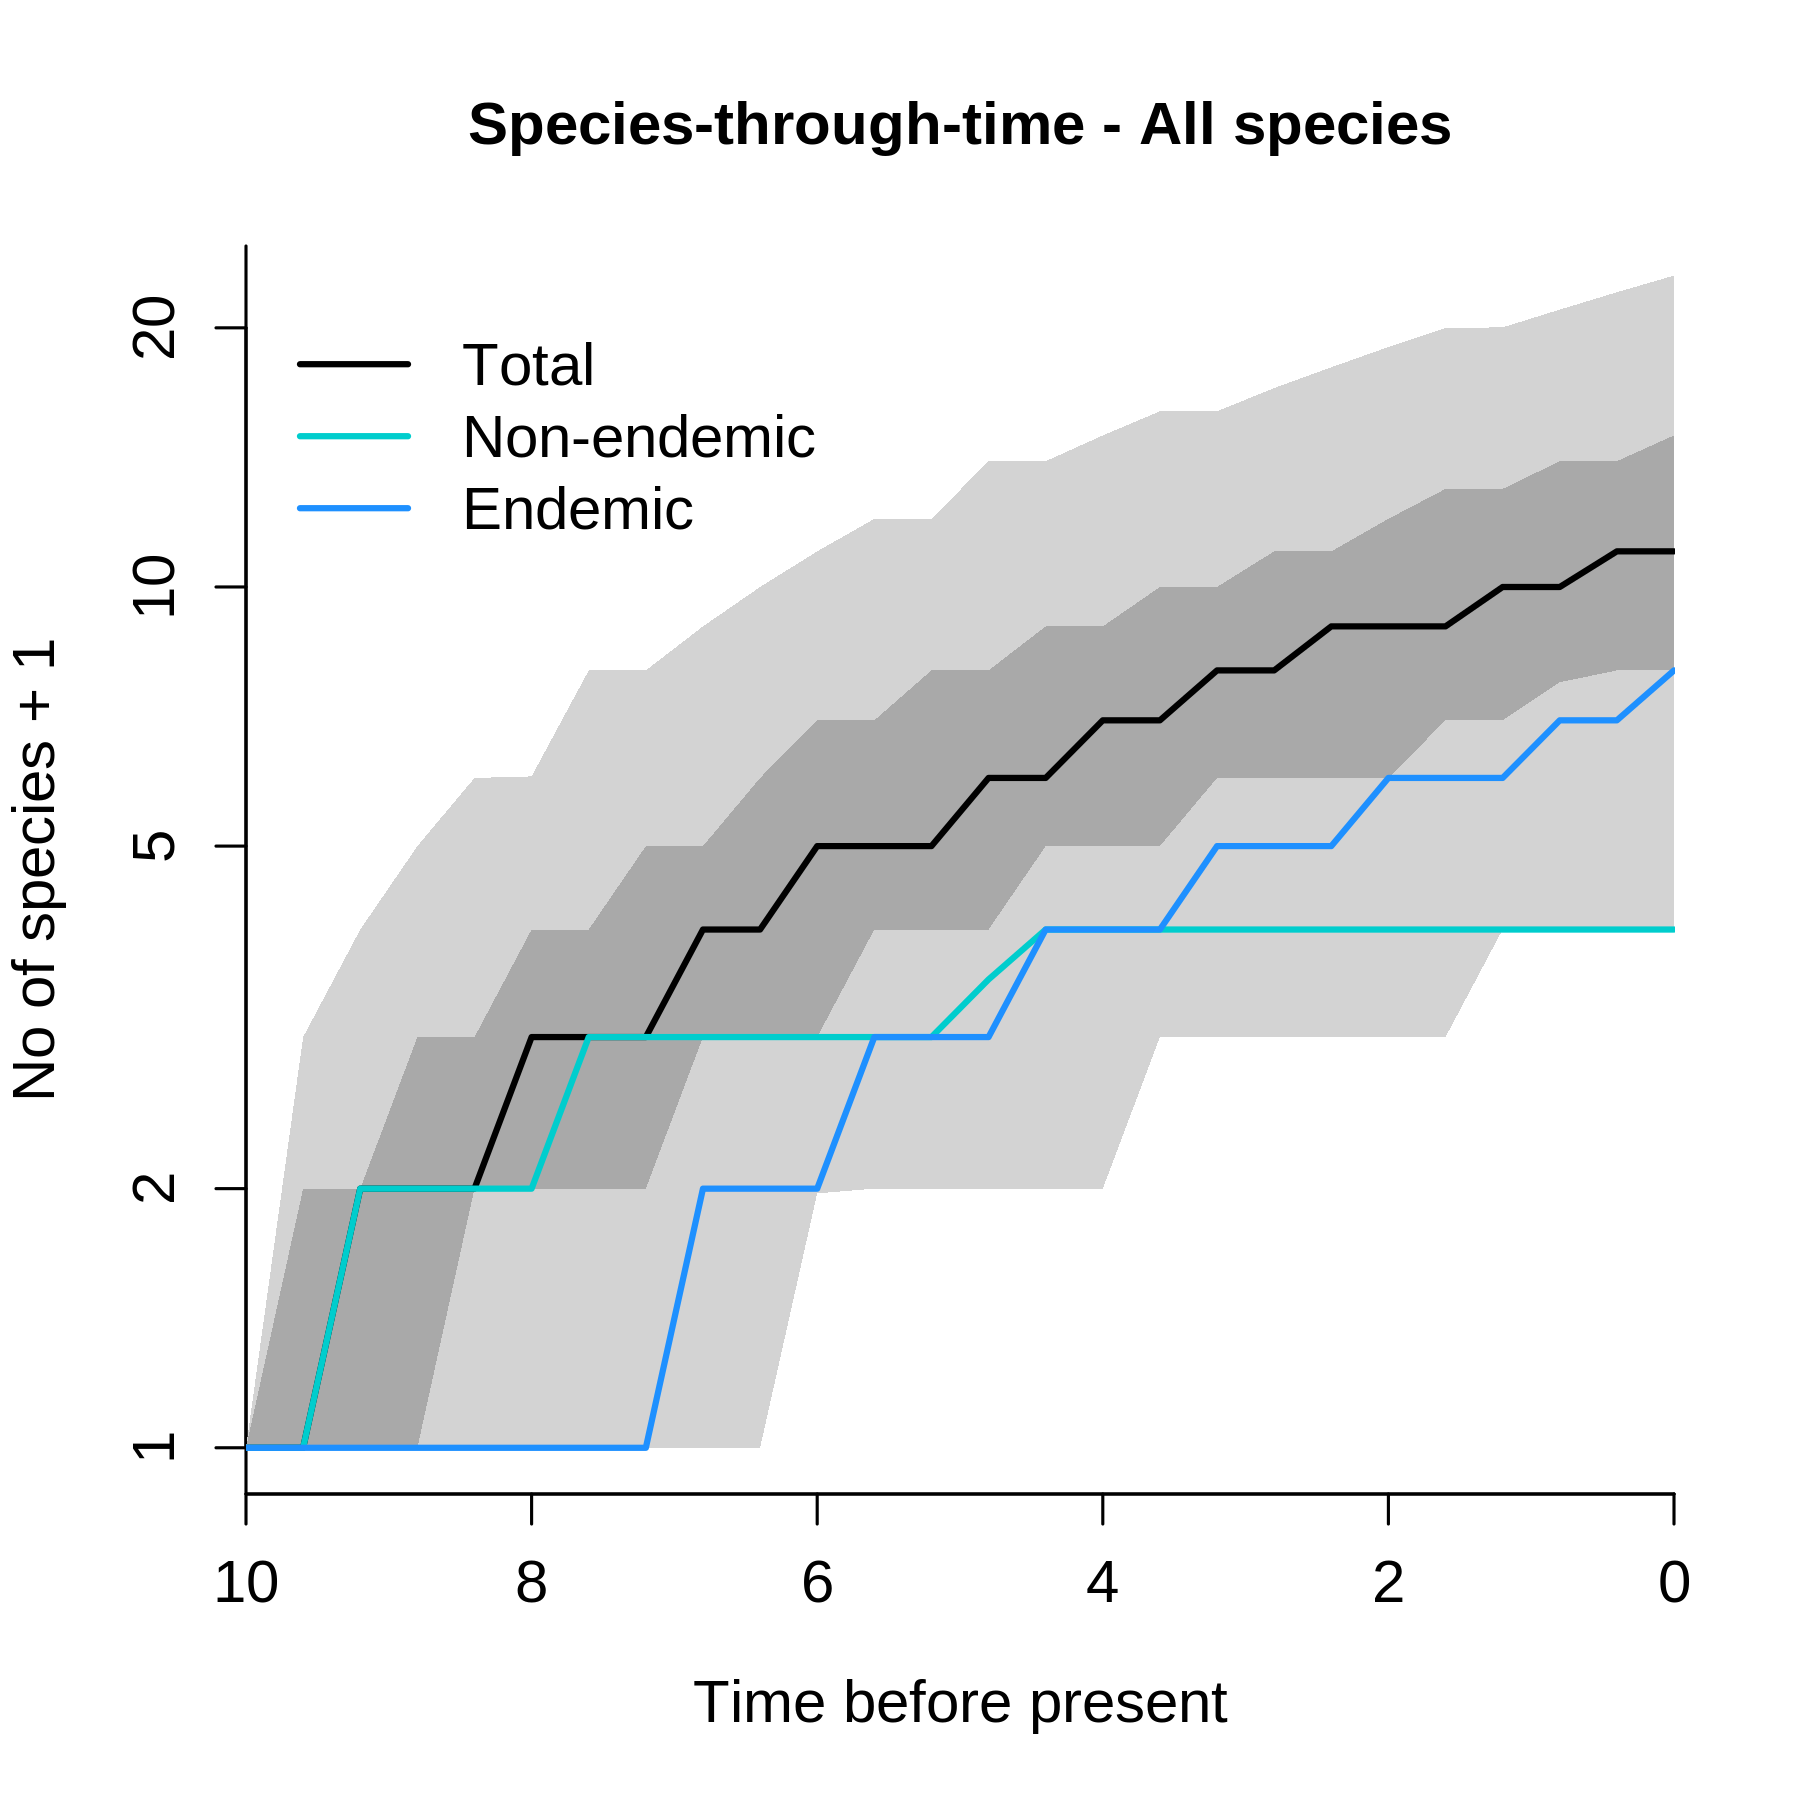 Species-through-time - All species
Total
Non-endemic
Endemic
No of species + 1
20
10
5
2
1
10 8 6 4 2 0
Time before present